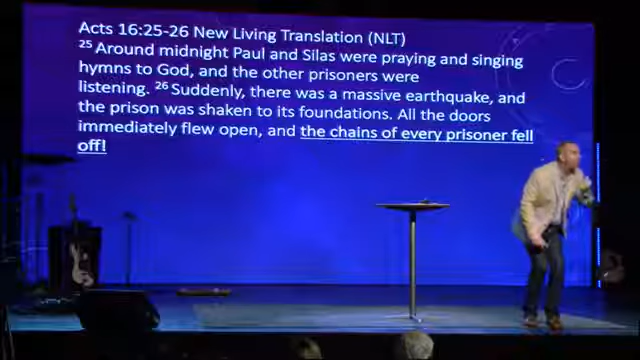 Acts 16:25-26 New Living Translation (NLT)
25 Around midnight Paul and Silas were praying and singing
hymns to God, and the other prisoners were
listening. 26 Suddenly, there was a massive earthquake, and
the prison was shaken to its foundations. All the doors
immediately flew open, and the chains of every prisoner fell
off!